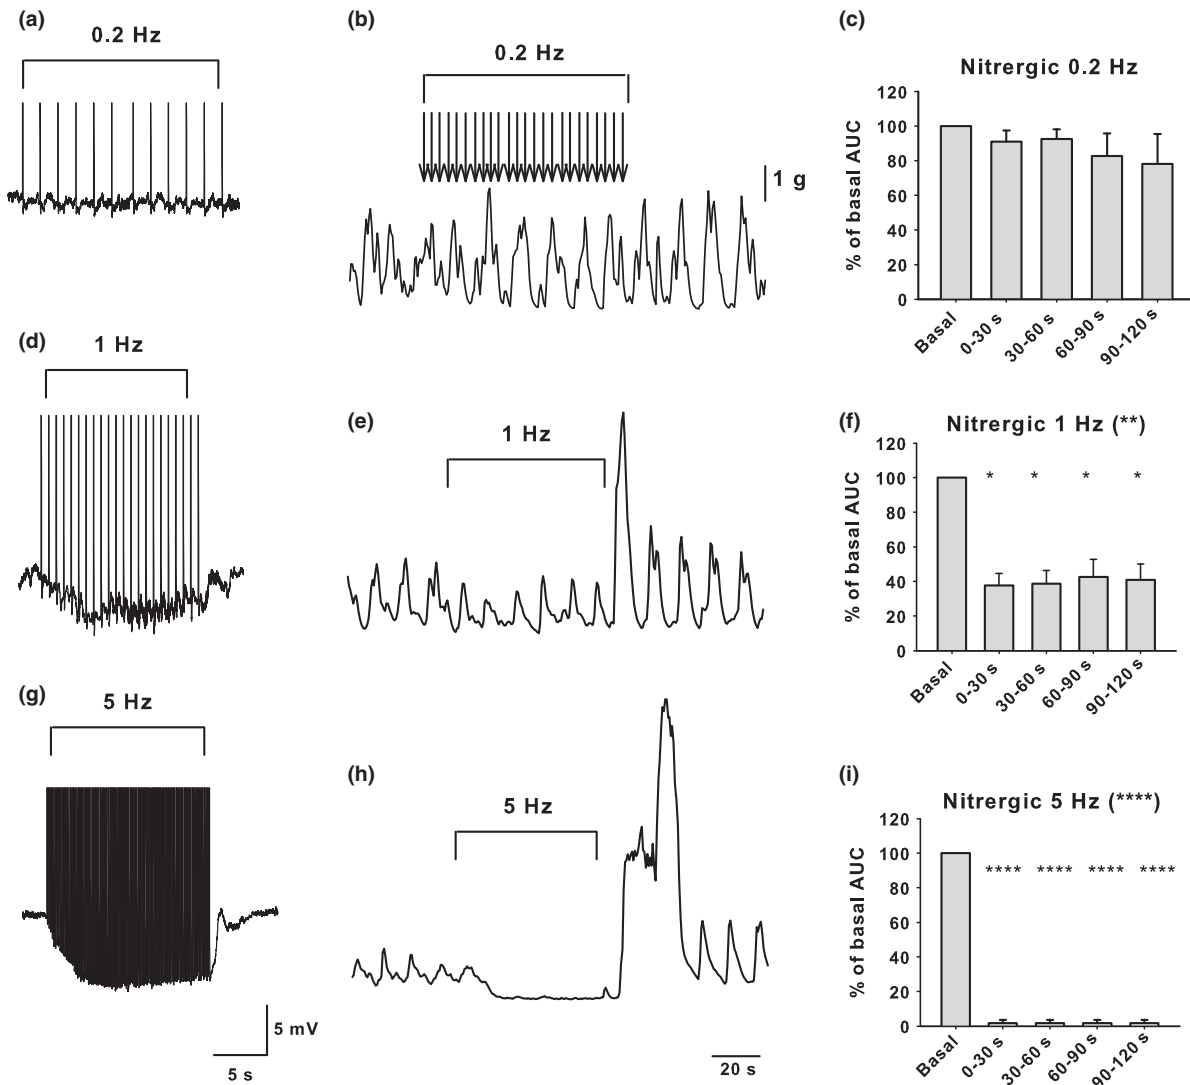 (a)
0.2 Hz
(b)
0.2 Hz
1 g
(c)
Nitrergic 0.2 Hz
% of basal AUC
120
100
80
60
40
20
0
Basal
0-30 s
30-60 s
60-90 s
90-120 s
(d)
1 Hz
(e)
1 Hz
(f)
Nitrergic 1 Hz (**)
% of basal AUC
120
100
80
60
40
20
0
* * * *
Basal
0-30 s
30-60 s
60-90 s
90-120 s
(g)
5 Hz
5 mV
5 s
(h)
5 Hz
20 s
(i)
Nitrergic 5 Hz (****)
% of basal AUC
120
100
80
60
40
20
0
**** **** **** ****
Basal
0-30 s
30-60 s
60-90 s
90-120 s